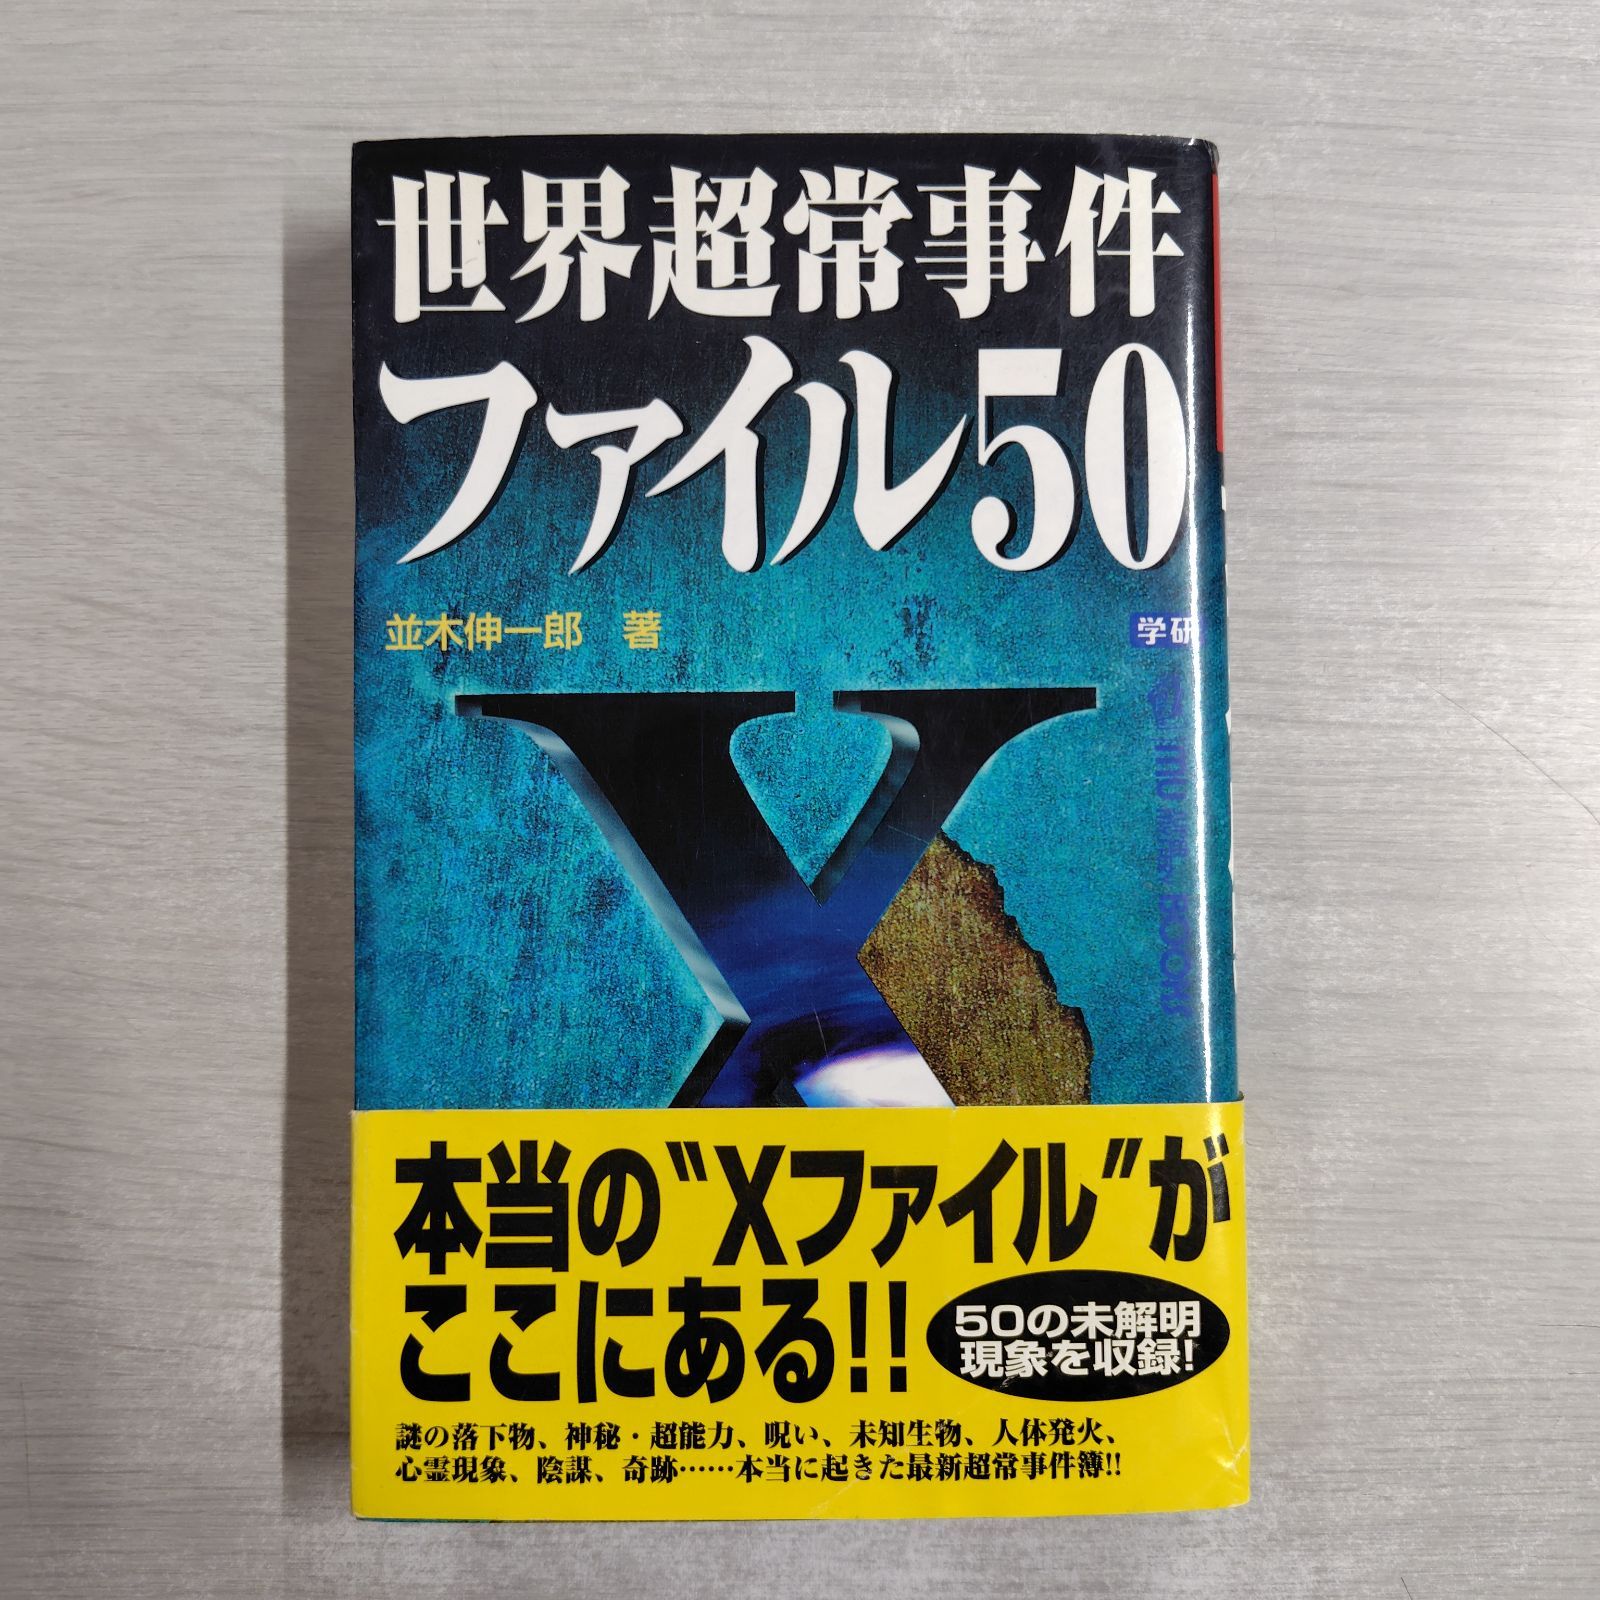 世界超常事件
ファイル50
並木伸一郎　著
学研
BOOKS
X
本当の〝Xファイル〟が
ここにある!!
50の未解明
現象を収録!
謎の落下物、神秘・超能力、呪い、未知生物、人体発火、
心霊現象、陰謀、奇跡……本当に起きた最新超常事件簿!!